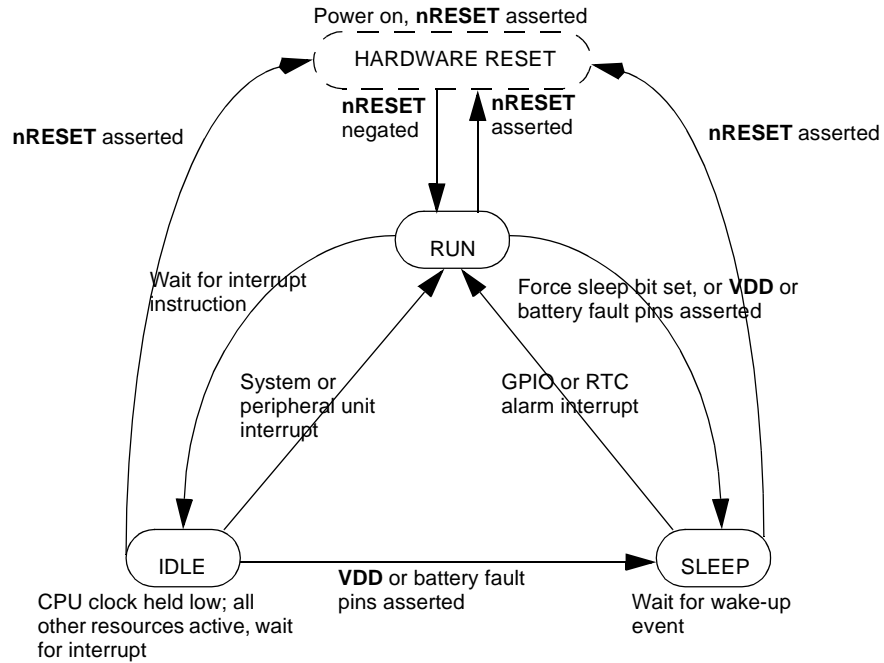 Power on, nRESET asserted
HARDWARE RESET
nRESET
negated
nRESET
asserted
nRESET asserted
nRESET asserted
RUN
Wait for interrupt
instruction
Force sleep bit set, or VDD or
battery fault pins asserted
System or
peripheral unit
interrupt
GPIO or RTC
alarm interrupt
IDLE
SLEEP
VDD or battery fault
pins asserted
CPU clock held low; all
other resources active, wait
for interrupt
Wait for wake-up
event